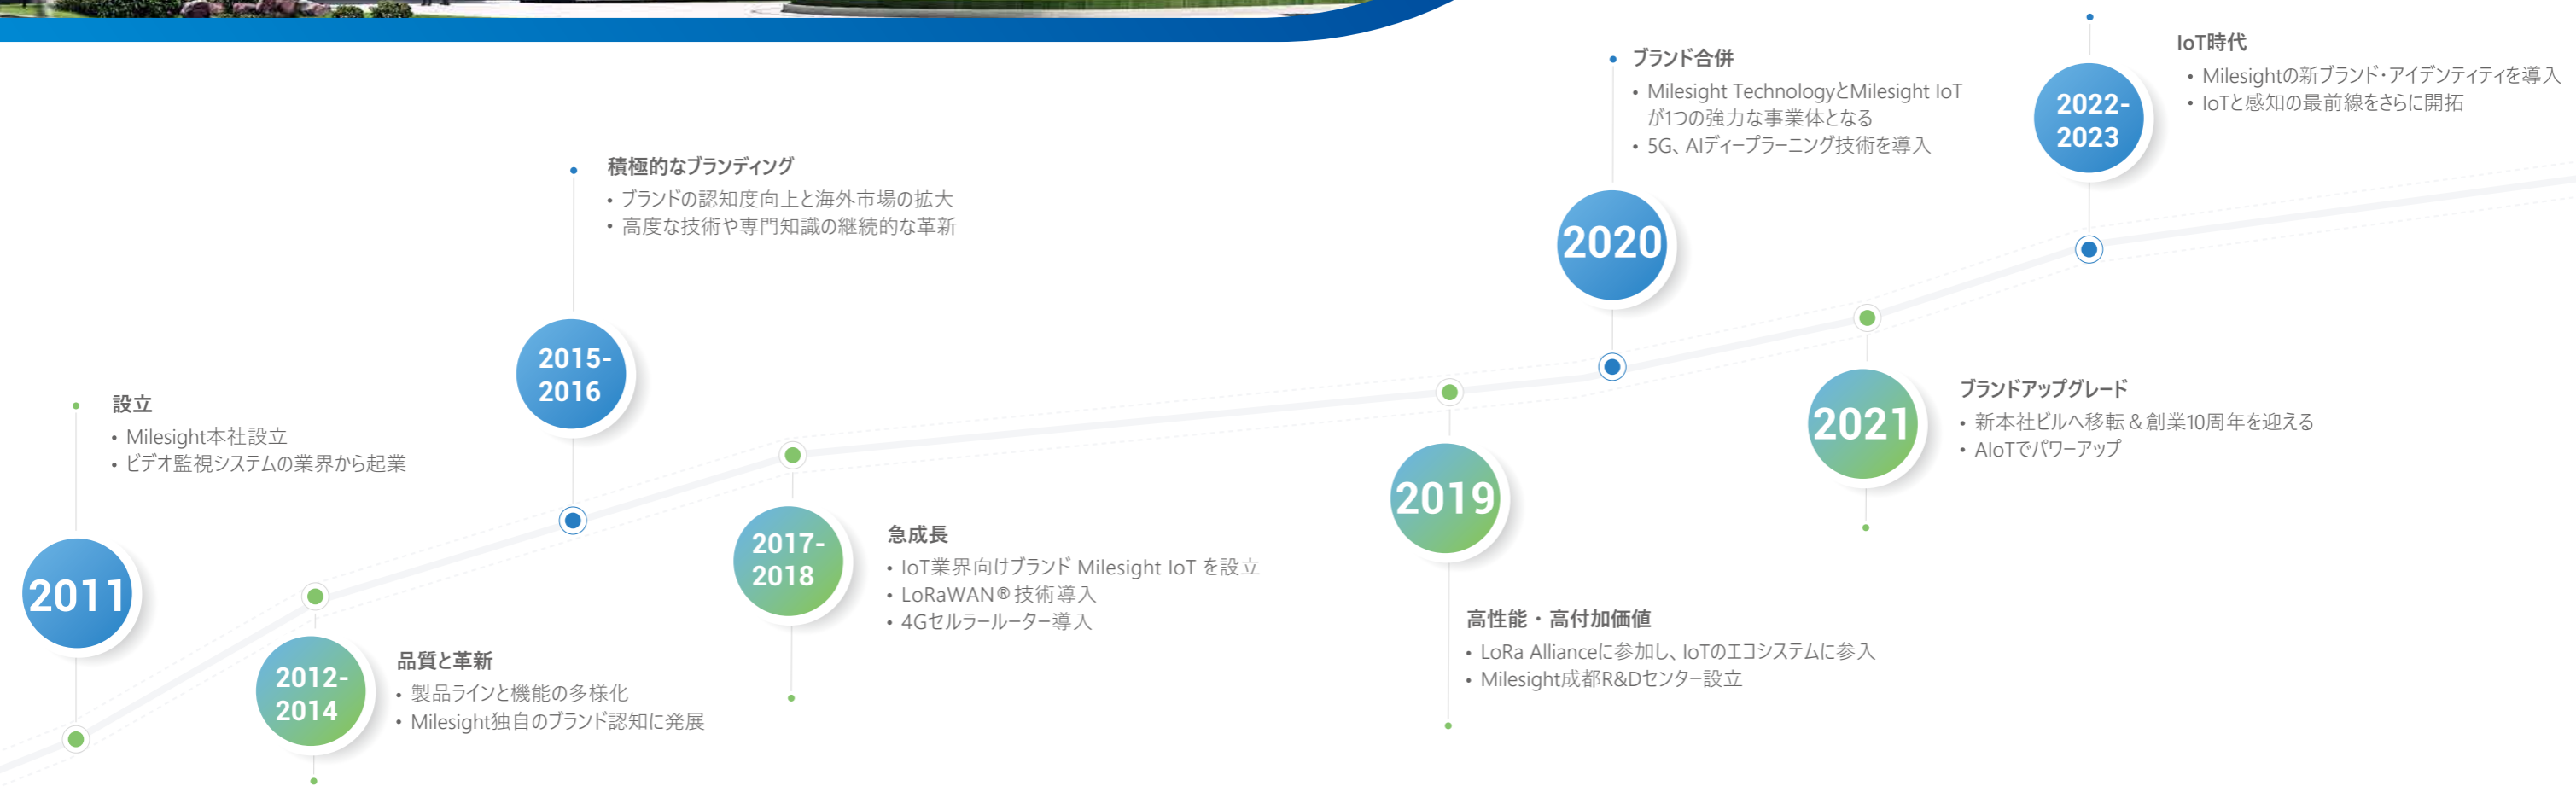 2011
設立
• Milesight本社設立
• ビデオ監視システムの業界から起業
2012-
2014
品質と革新
• 製品ラインと機能の多様化
• Milesight独自のブランド認知に発展
2015-
2016
積極的なブランディング
• ブランドの認知度向上と海外市場の拡大
• 高度な技術や専門知識の継続的な革新
2017-
2018
急成長
• IoT業界向けブランド Milesight IoT を設立
• LoRaWAN®技術導入
• 4Gセルラールーター導入
2019
高性能・高付加価値
• LoRa Allianceに参加し、IoTのエコシステムに参入
• Milesight成都R&Dセンター設立
2020
ブランド合併
• Milesight TechnologyとMilesight IoT
が1つの強力な事業体となる
• 5G、AIディープラーニング技術を導入
2021
ブランドアップグレード
• 新本社ビルへ移転＆創業10周年を迎える
• AIoTでパワーアップ
2022-
2023
IoT時代
• Milesightの新ブランド・アイデンティティを導入
• IoTと感知の最前線をさらに開拓